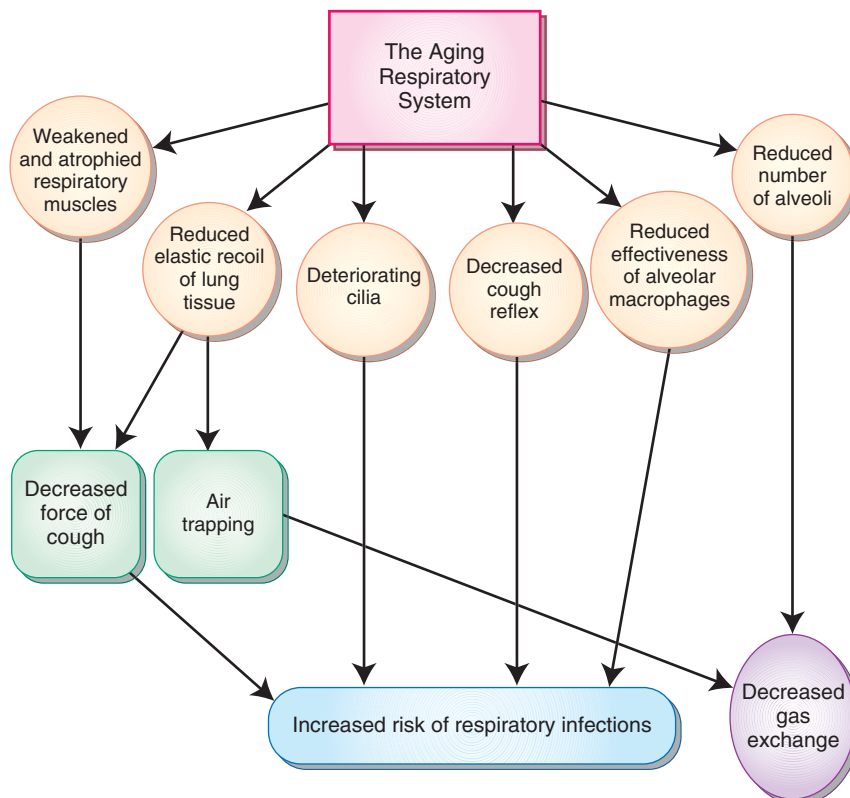 The Aging
Respiratory
System
Weakened
and atrophied
respiratory
muscles
Reduced
elastic recoil
of lung
tissue
Deteriorating
cilia
Decreased
cough
reflex
Reduced
effectiveness
of alveolar
macrophages
Reduced
number
of alveoli
Decreased
force of
cough
Air
trapping
Increased risk of respiratory infections
Decreased
gas
exchange